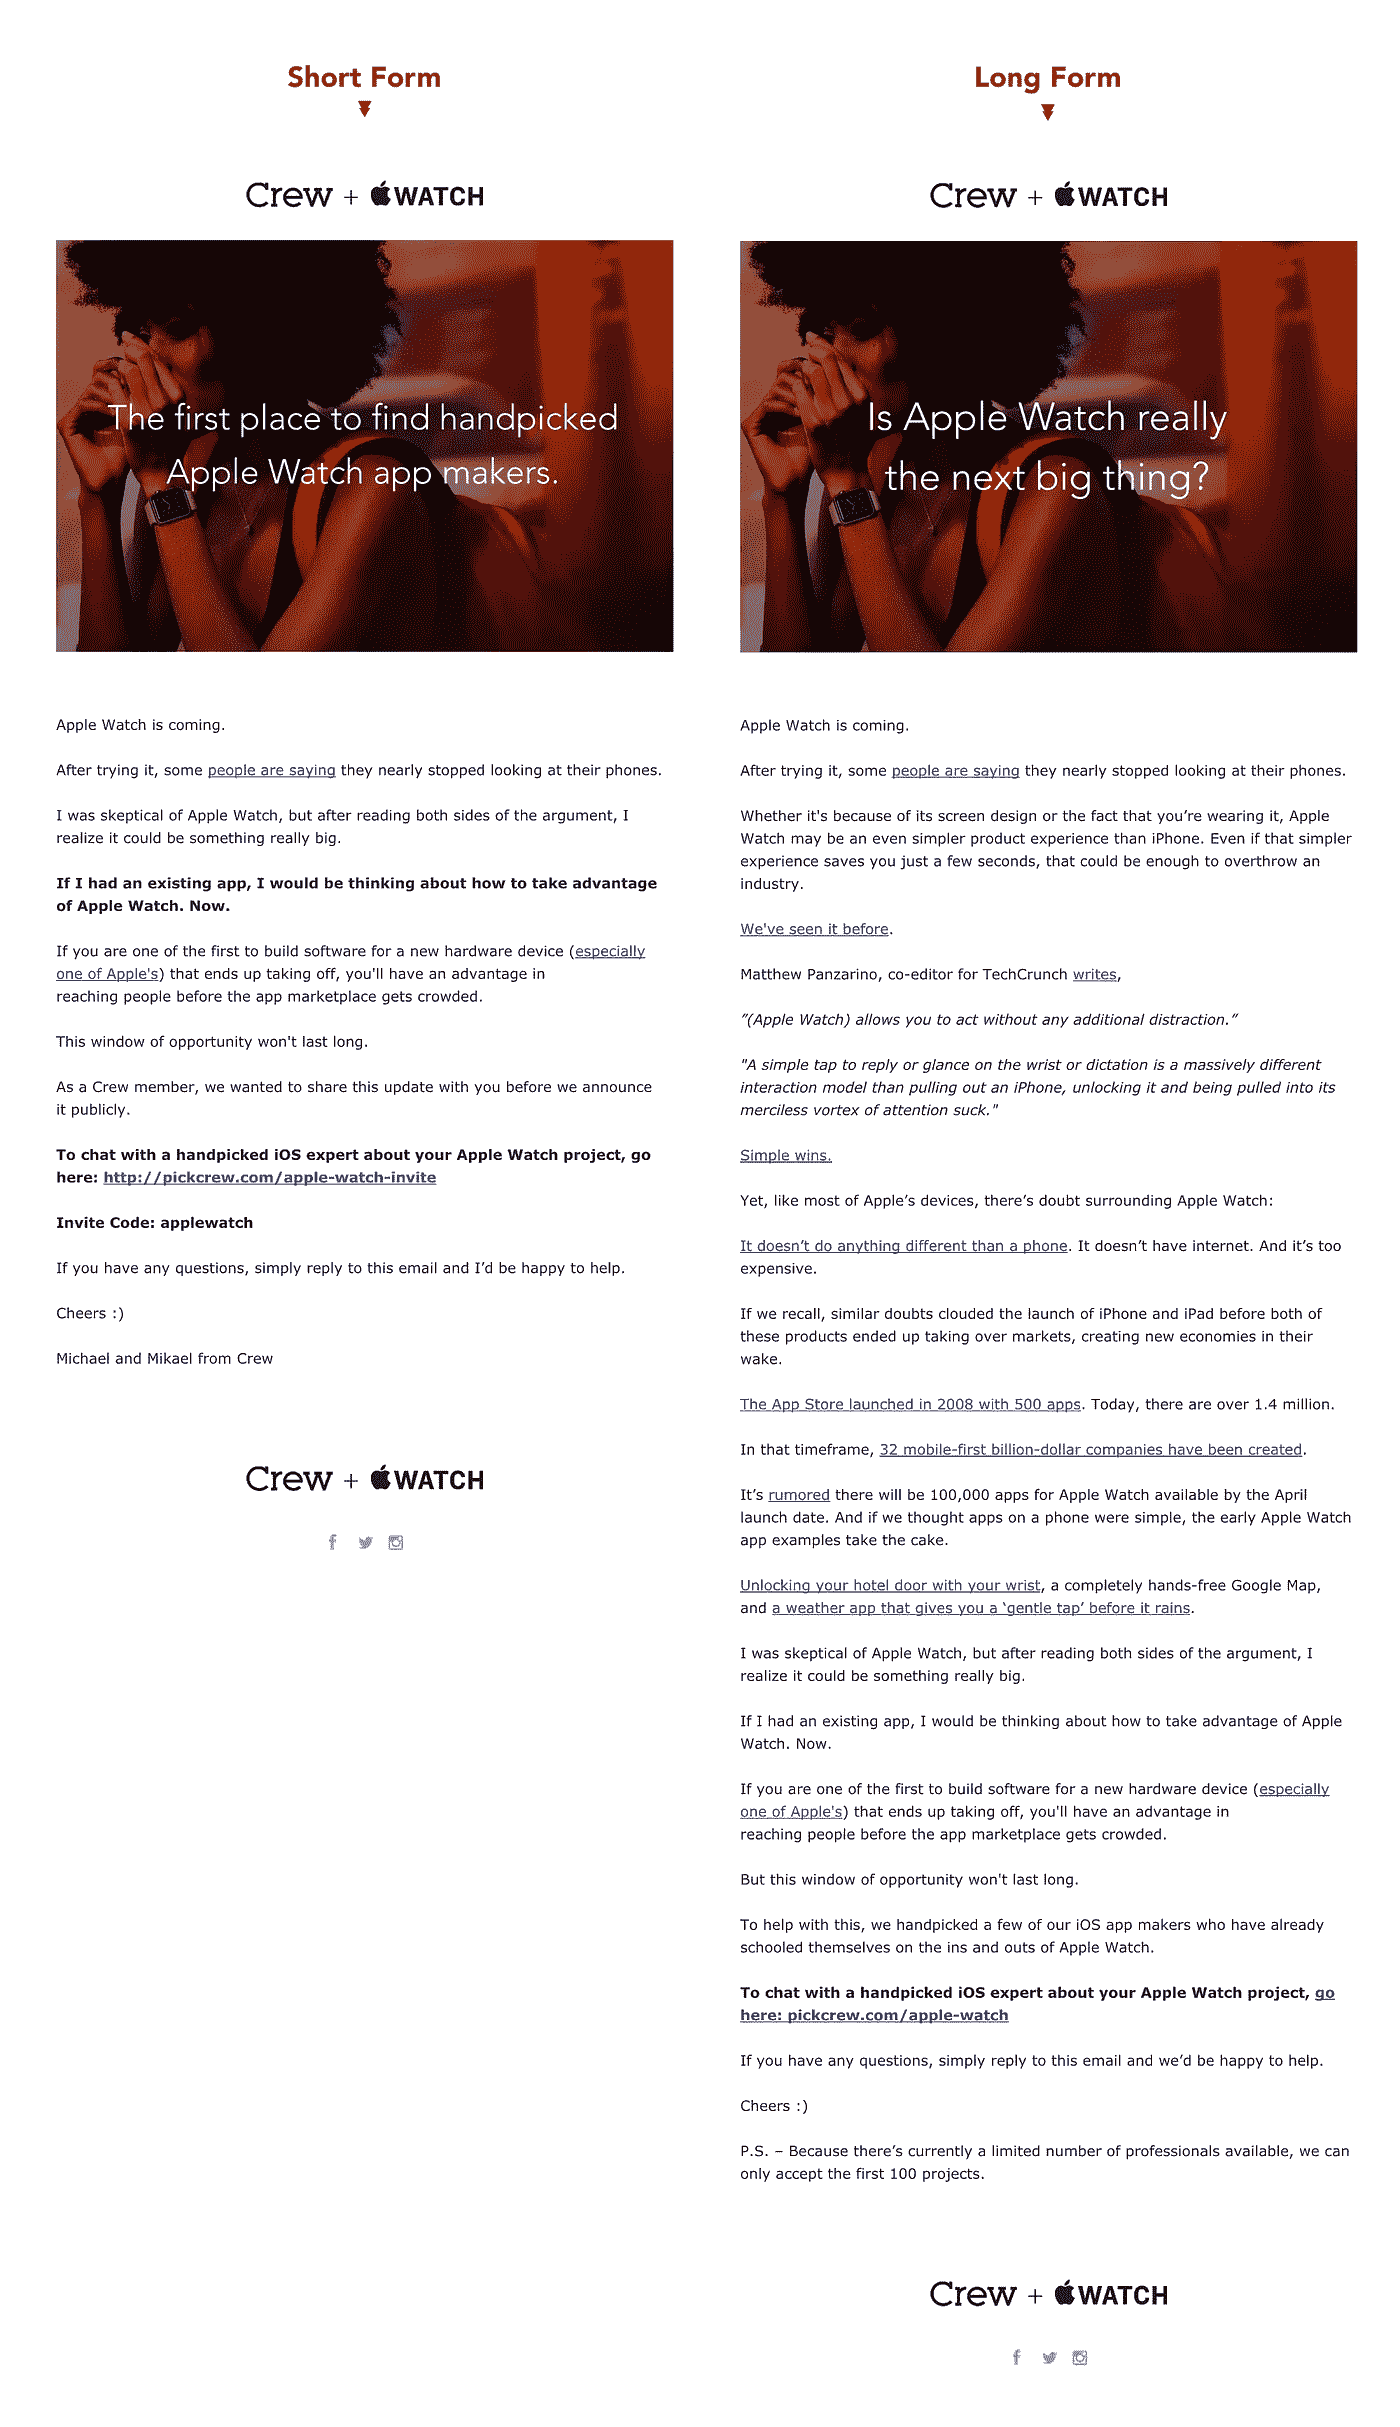 Short Form
Crew + WATCH
The first place to find handpicked
Apple Watch app makers.
Apple Watch is coming.
After trying it, some people are saying they nearly stopped looking at their phones.
I was skeptical of Apple Watch, but after reading both sides of the argument, I
realize it could be something really big.
If I had an existing app, I would be thinking about how to take advantage
of Apple Watch. Now.
If you are one of the first to build software for a new hardware device (especially
one of Apple's) that ends up taking off, you'll have an advantage in
reaching people before the app marketplace gets crowded.
This window of opportunity won't last long.
As a Crew member, we wanted to share this update with you before we announce
it publicly.
To chat with a handpicked iOS expert about your Apple Watch project, go
here: http://pickcrew.com/apple-watch-invite
Invite Code: applewatch
If you have any questions, simply reply to this email and I’d be happy to help.
Cheers :)
Michael and Mikael from Crew
Crew + WATCH
Long Form
Crew + WATCH
Is Apple Watch really
the next big thing?
Apple Watch is coming.
After trying it, some people are saying they nearly stopped looking at their phones.
Whether it's because of its screen design or the fact that you’re wearing it, Apple
Watch may be an even simpler product experience than iPhone. Even if that simpler
experience saves you just a few seconds, that could be enough to overthrow an
industry.
We've seen it before.
Matthew Panzarino, co-editor for TechCrunch writes,
”(Apple Watch) allows you to act without any additional distraction.”
"A simple tap to reply or glance on the wrist or dictation is a massively different
interaction model than pulling out an iPhone, unlocking it and being pulled into its
merciless vortex of attention suck."
Simple wins.
Yet, like most of Apple’s devices, there’s doubt surrounding Apple Watch:
It doesn’t do anything different than a phone. It doesn’t have internet. And it’s too
expensive.
If we recall, similar doubts clouded the launch of iPhone and iPad before both of
these products ended up taking over markets, creating new economies in their
wake.
The App Store launched in 2008 with 500 apps. Today, there are over 1.4 million.
In that timeframe, 32 mobile-first billion-dollar companies have been created.
It’s rumored there will be 100,000 apps for Apple Watch available by the April
launch date. And if we thought apps on a phone were simple, the early Apple Watch
app examples take the cake.
Unlocking your hotel door with your wrist, a completely hands-free Google Map,
and a weather app that gives you a ‘gentle tap’ before it rains.
I was skeptical of Apple Watch, but after reading both sides of the argument, I
realize it could be something really big.
If I had an existing app, I would be thinking about how to take advantage of Apple
Watch. Now.
If you are one of the first to build software for a new hardware device (especially
one of Apple's) that ends up taking off, you'll have an advantage in
reaching people before the app marketplace gets crowded.
But this window of opportunity won't last long.
To help with this, we handpicked a few of our iOS app makers who have already
schooled themselves on the ins and outs of Apple Watch.
To chat with a handpicked iOS expert about your Apple Watch project, go
here: pickcrew.com/apple-watch
If you have any questions, simply reply to this email and we’d be happy to help.
Cheers :)
P.S. – Because there’s currently a limited number of professionals available, we can
only accept the first 100 projects.
Crew + WATCH